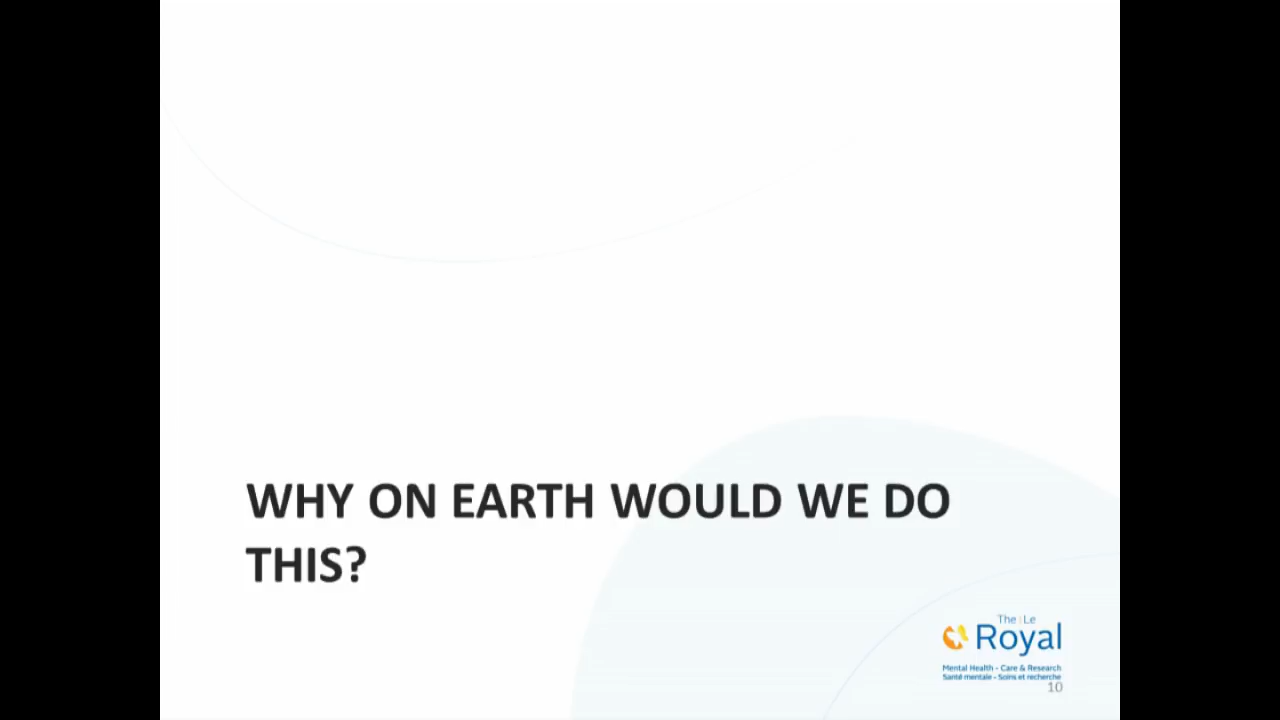 WHY ON EARTH WOULD WE DO
THIS?
The | Le
Royal
Mental Health - Care & Research
Santé mentale - Soins et recherche
10